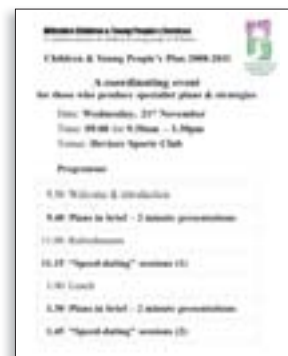 Children & Young People's Plan 2008-2011
A coordinating event
for those who produce specialist plans & strategies
Date: Wednesday, 21st November
Time: 09.00 for 9.30am – 3.30pm
Venue: Devizes Sports Club
Programme
9.30 Welcome & introduction
9.40 Plans in brief – 2 minute presentations
11.00 Refreshments
11.15 "Speed dating" sessions (1)
1.00 Lunch
1.30 Plans in brief – 2 minute presentations
1.45 "Speed dating" sessions (2)